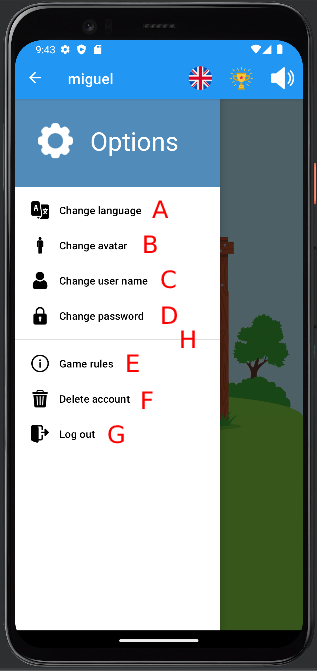 9:43
miguel
Options
Change language A
Change avatar B
Change user name C
Change password D
H
Game rules E
Delete account F
Log out G